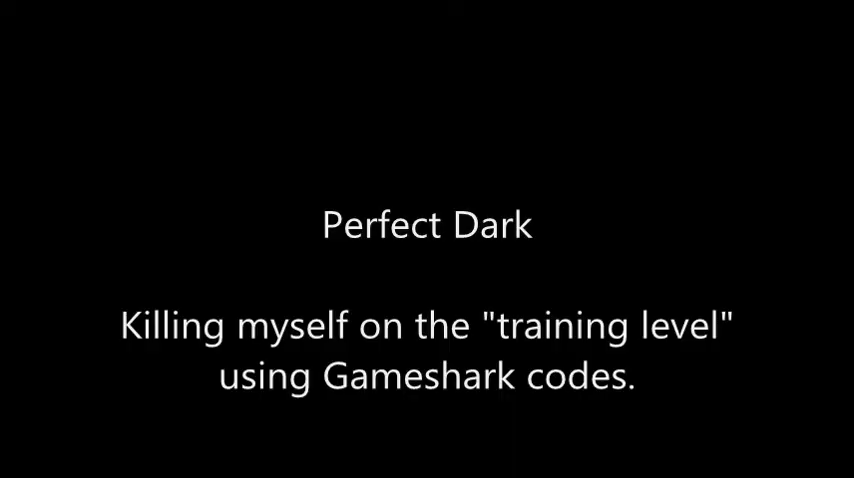 Perfect Dark
Killing myself on the "training level"
using Gameshark codes.